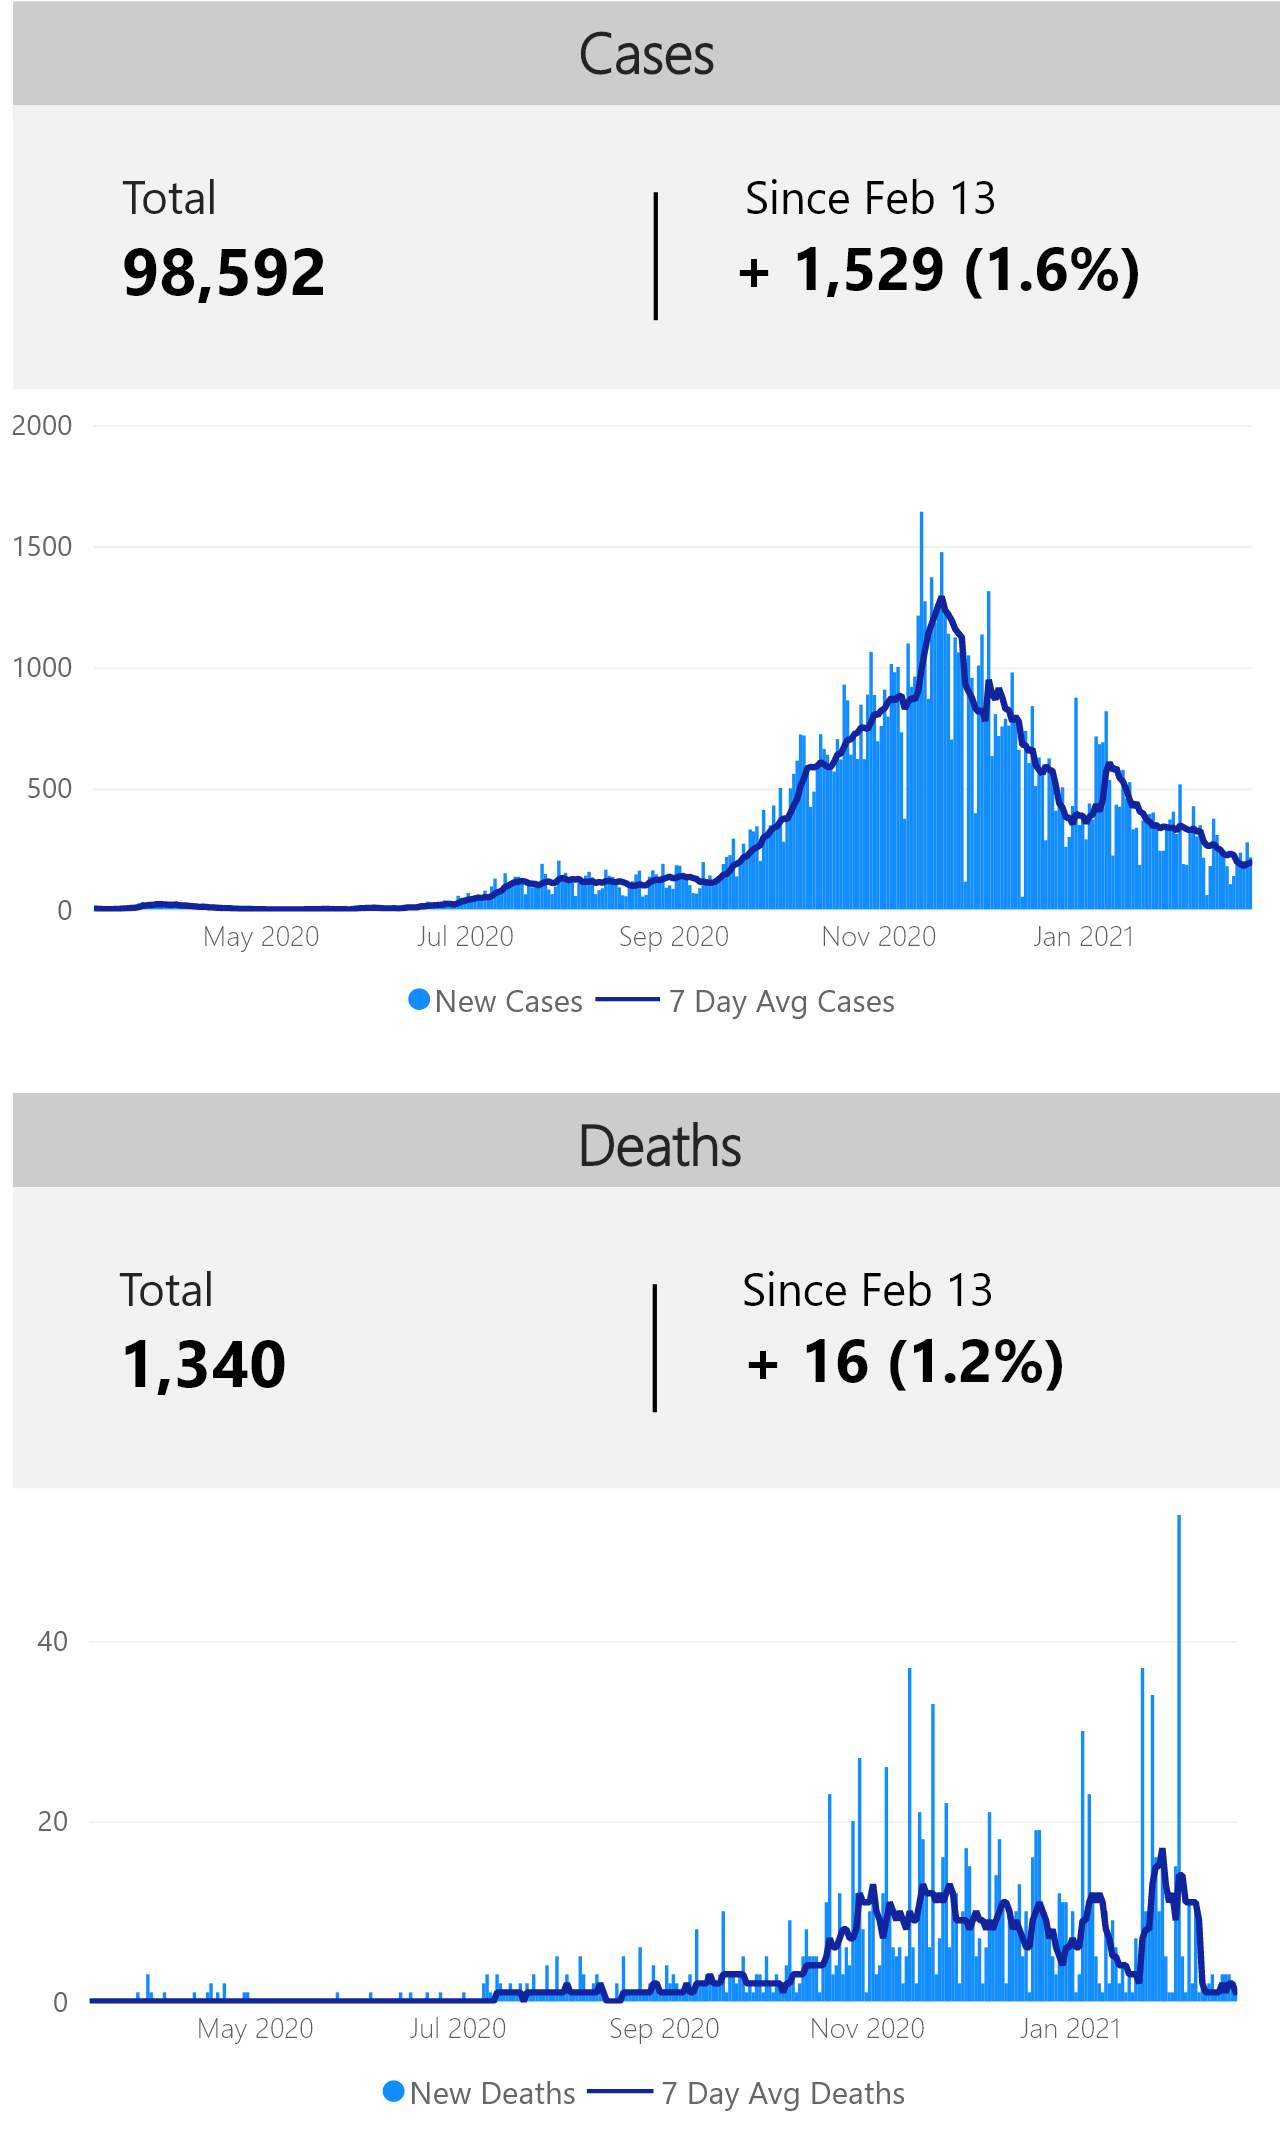 Cases
Total
Since Feb 13
98,592
+ 1,529 (1.6%)
2000
1500
1000
500
0
May 2020 Jul 2020 Sep 2020 Nov 2020 Jan 2021
New Cases 7 Day Avg Cases
Deaths
Total
Since Feb 13
1,340
+ 16 (1.2%)
40
20
0
May 2020 Jul 2020 Sep 2020 Nov 2020 Jan 2021
New Deaths 7 Day Avg Deaths